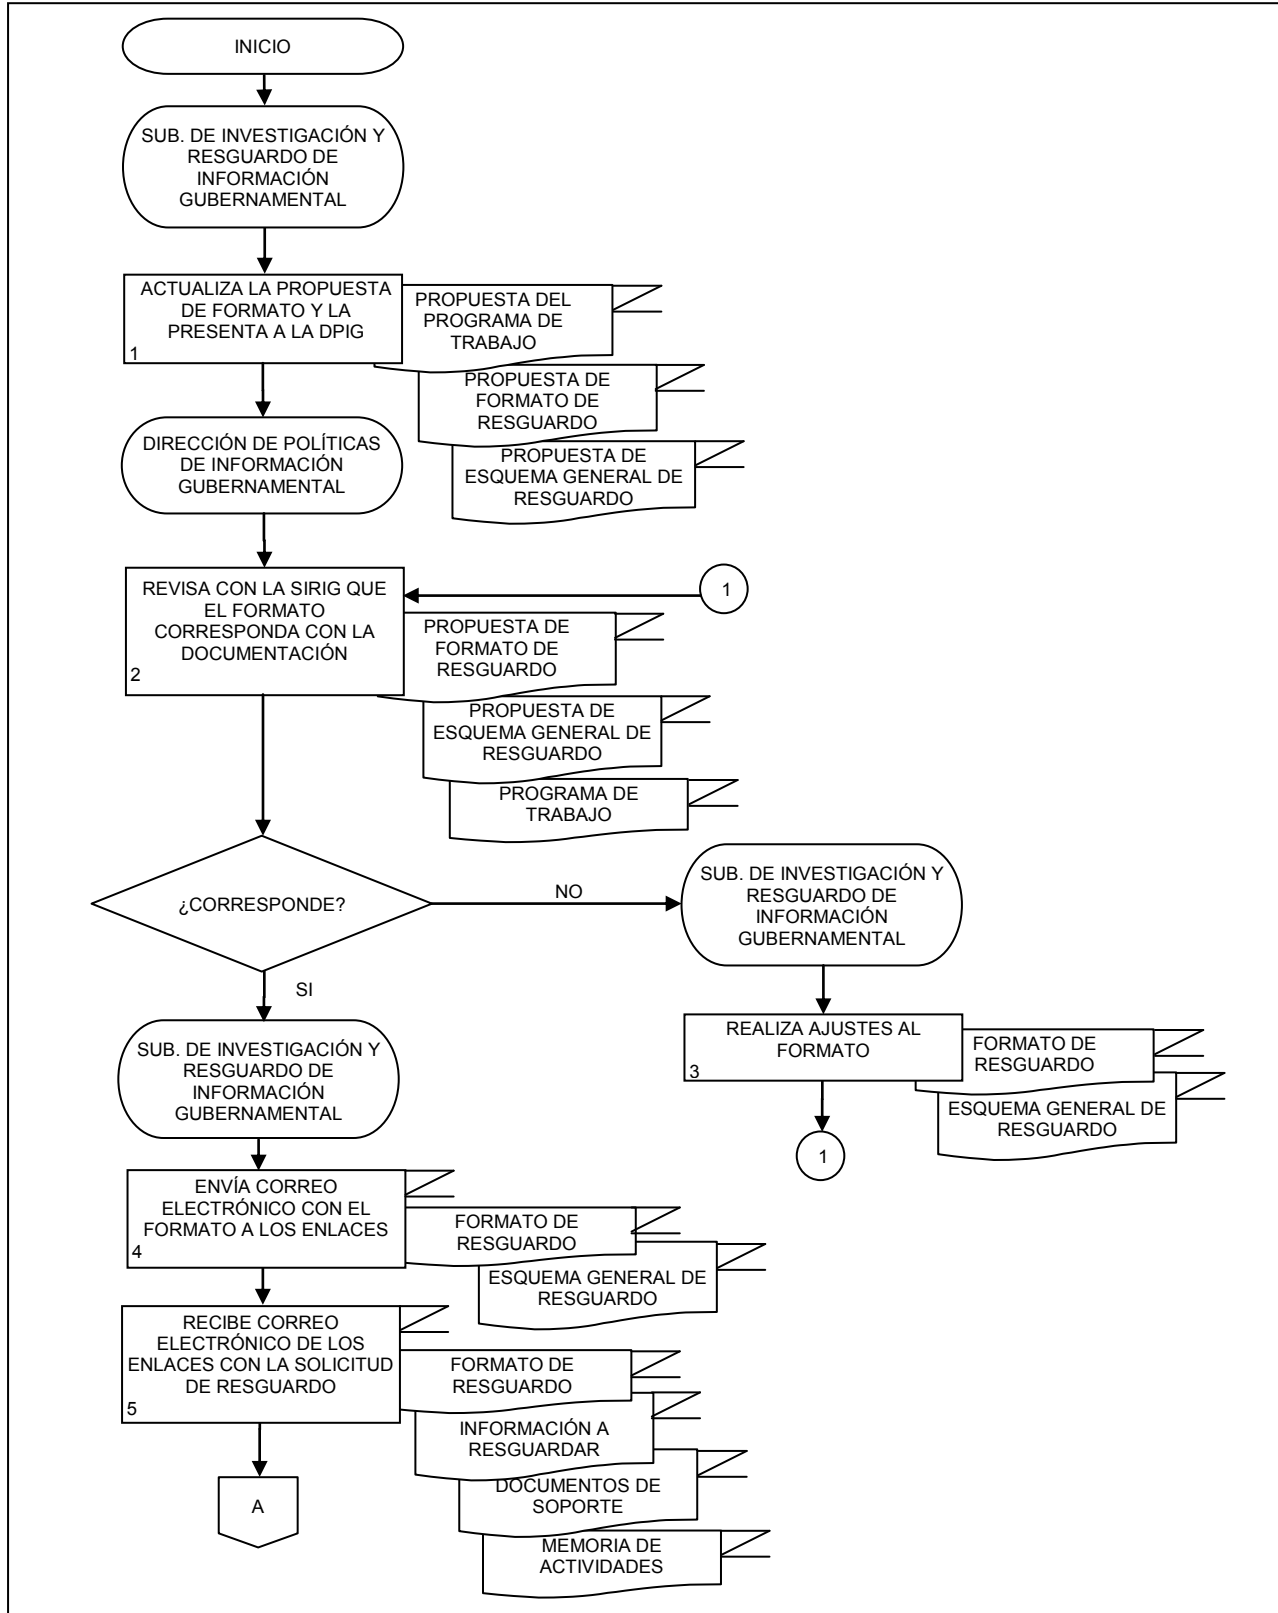 INICIO
SUB. DE INVESTIGACIÓN Y
RESGUARDO DE
INFORMACIÓN
GUBERNAMENTAL
ACTUALIZA LA PROPUESTA
DE FORMATO Y LA
PRESENTA A LA DPIG
1
PROPUESTA DEL
PROGRAMA DE
TRABAJO
PROPUESTA DE
FORMATO DE
RESGUARDO
PROPUESTA DE
ESQUEMA GENERAL DE
RESGUARDO
DIRECCIÓN DE POLÍTICAS
DE INFORMACIÓN
GUBERNAMENTAL
REVISA CON LA SIRIG QUE
EL FORMATO
CORRESPONDA CON LA
DOCUMENTACIÓN
2
1
PROPUESTA DE
FORMATO DE
RESGUARDO
PROPUESTA DE
ESQUEMA GENERAL DE
RESGUARDO
PROGRAMA DE
TRABAJO
¿CORRESPONDE?
NO
SUB. DE INVESTIGACIÓN Y
RESGUARDO DE
INFORMACIÓN
GUBERNAMENTAL
REALIZA AJUSTES AL
FORMATO
3
FORMATO DE
RESGUARDO
ESQUEMA GENERAL DE
RESGUARDO
1
SI
SUB. DE INVESTIGACIÓN Y
RESGUARDO DE
INFORMACIÓN
GUBERNAMENTAL
ENVÍA CORREO
ELECTRÓNICO CON EL
FORMATO A LOS ENLACES
4
FORMATO DE
RESGUARDO
ESQUEMA GENERAL DE
RESGUARDO
RECIBE CORREO
ELECTRÓNICO DE LOS
ENLACES CON LA SOLICITUD
DE RESGUARDO
5
FORMATO DE
RESGUARDO
INFORMACIÓN A
RESGUARDAR
DOCUMENTOS DE
SOPORTE
MEMORIA DE
ACTIVIDADES
A